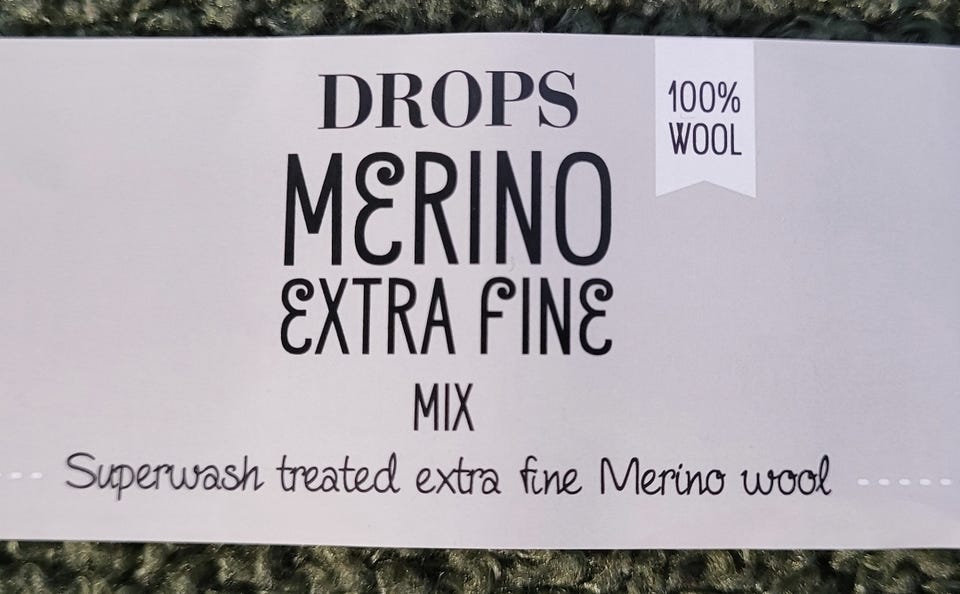 DROPS
100%
WOOL
MERINO
EXTRA FINE
MIX
Superwash treated extra fine Merino wool